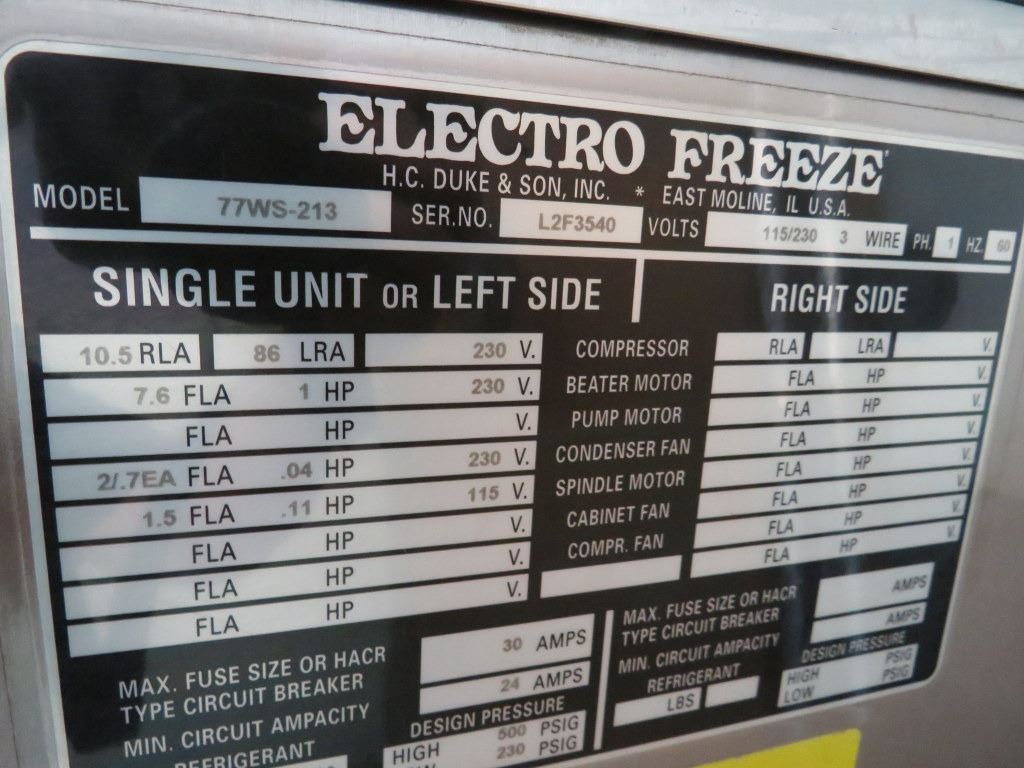 ELECTRO FREEZE
H.C. DUKE & SON, INC. * EAST MOLINE, IL U.S.A.
MODEL 77WS-213 SER.NO. L2F3540 VOLTS 115/230 3 WIRE PH. 1 HZ. 60
SINGLE UNIT OR LEFT SIDE RIGHT SIDE
10.5 RLA 86 LRA 230 V. COMPRESSOR RLA LRA V.
7.6 FLA 1 HP 230 V. BEATER MOTOR FLA HP V.
FLA HP V. PUMP MOTOR FLA HP V.
2/.7EA FLA .04 HP 230 V. CONDENSER FAN FLA HP V.
1.5 FLA .11 HP 115 V. SPINDLE MOTOR FLA HP V.
FLA HP V. CABINET FAN FLA HP V.
FLA HP V. COMPR. FAN FLA HP V.
FLA HP V.
MAX. FUSE SIZE OR HACR
TYPE CIRCUIT BREAKER 30 AMPS
MIN. CIRCUIT AMPACITY 24 AMPS
REFRIGERANT DESIGN PRESSURE
HIGH 500 PSIG
LOW 230 PSIG
MAX. FUSE SIZE OR HACR
TYPE CIRCUIT BREAKER AMPS
MIN. CIRCUIT AMPACITY AMPS
REFRIGERANT DESIGN PRESSURE
LBS HIGH PSIG
LOW PSIG